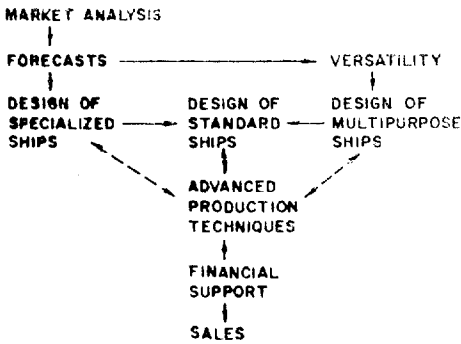 MARKET ANALYSIS
FORECASTS
VERSATILITY
DESIGN OF
SPECIALIZED
SHIPS
DESIGN OF
STANDARD
SHIPS
DESIGN OF
MULTIPURPOSE
SHIPS
ADVANCED
PRODUCTION
TECHNIQUES
FINANCIAL
SUPPORT
SALES